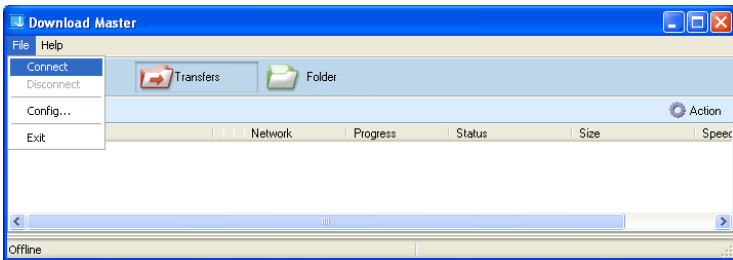 Download Master
File Help
Connect
Disconnect
Config...
Exit
Transfers Folder
Action
Network Progress Status Size Speed
Offline